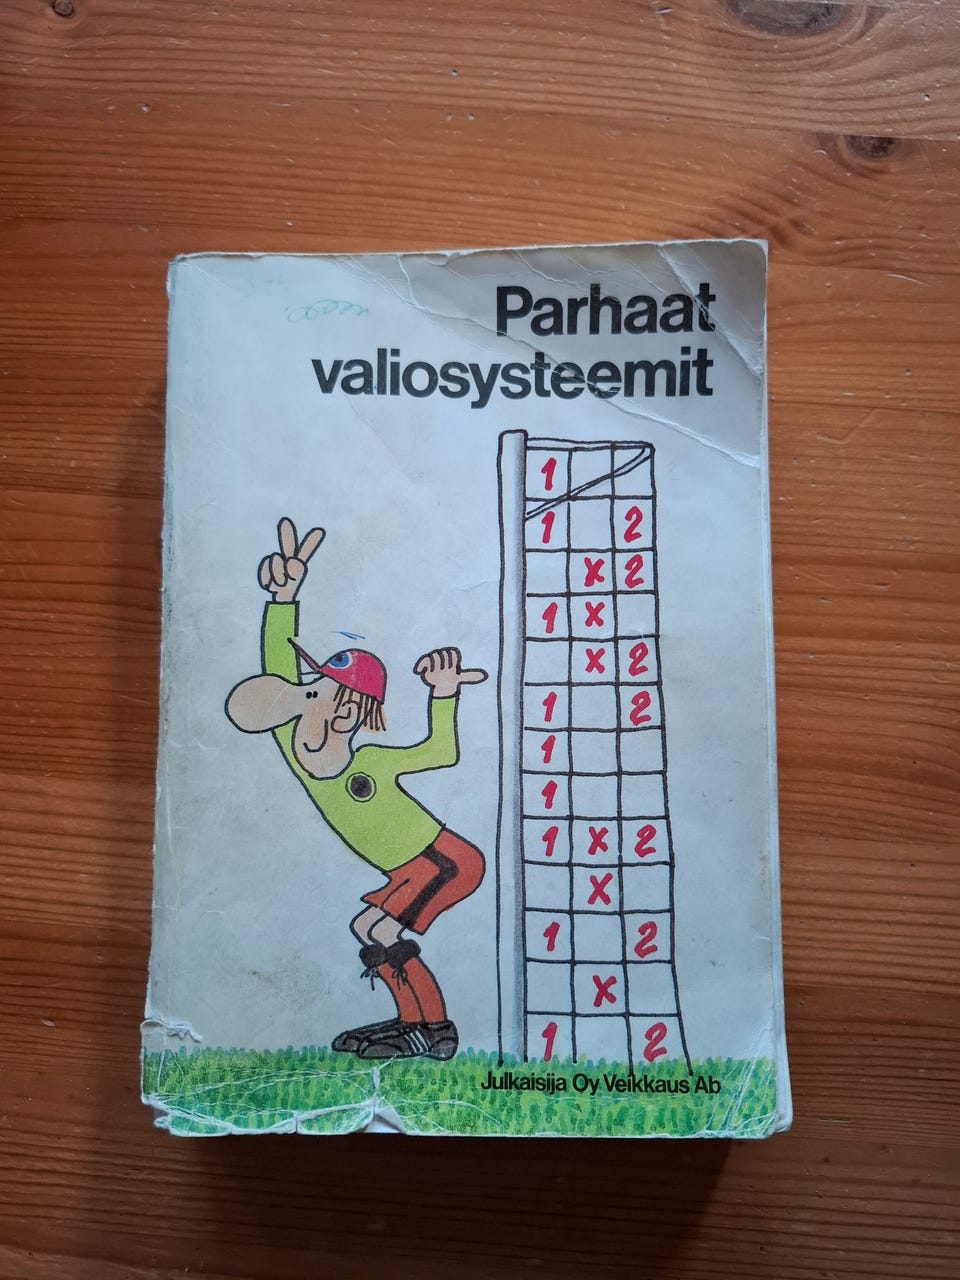 Parhaat
valiosysteemit
1
1 2
x 2
1 x
x 2
1 2
1
1
1 x 2
x
1 2
x
1 2
Julkaisija Oy Veikkaus Ab